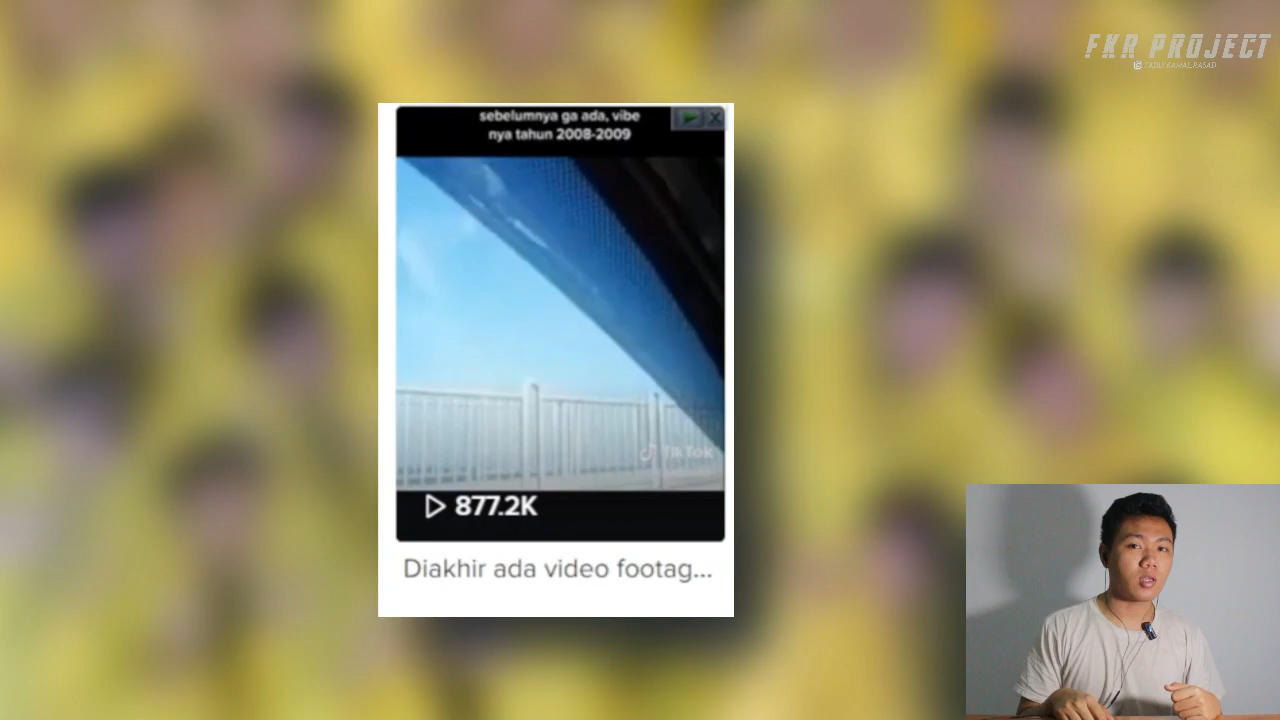 FKR PROJECT
sebelumnya ga ada, vibe
nya tahun 2008-2009
TikTok
877.2K
Diakhir ada video footag...